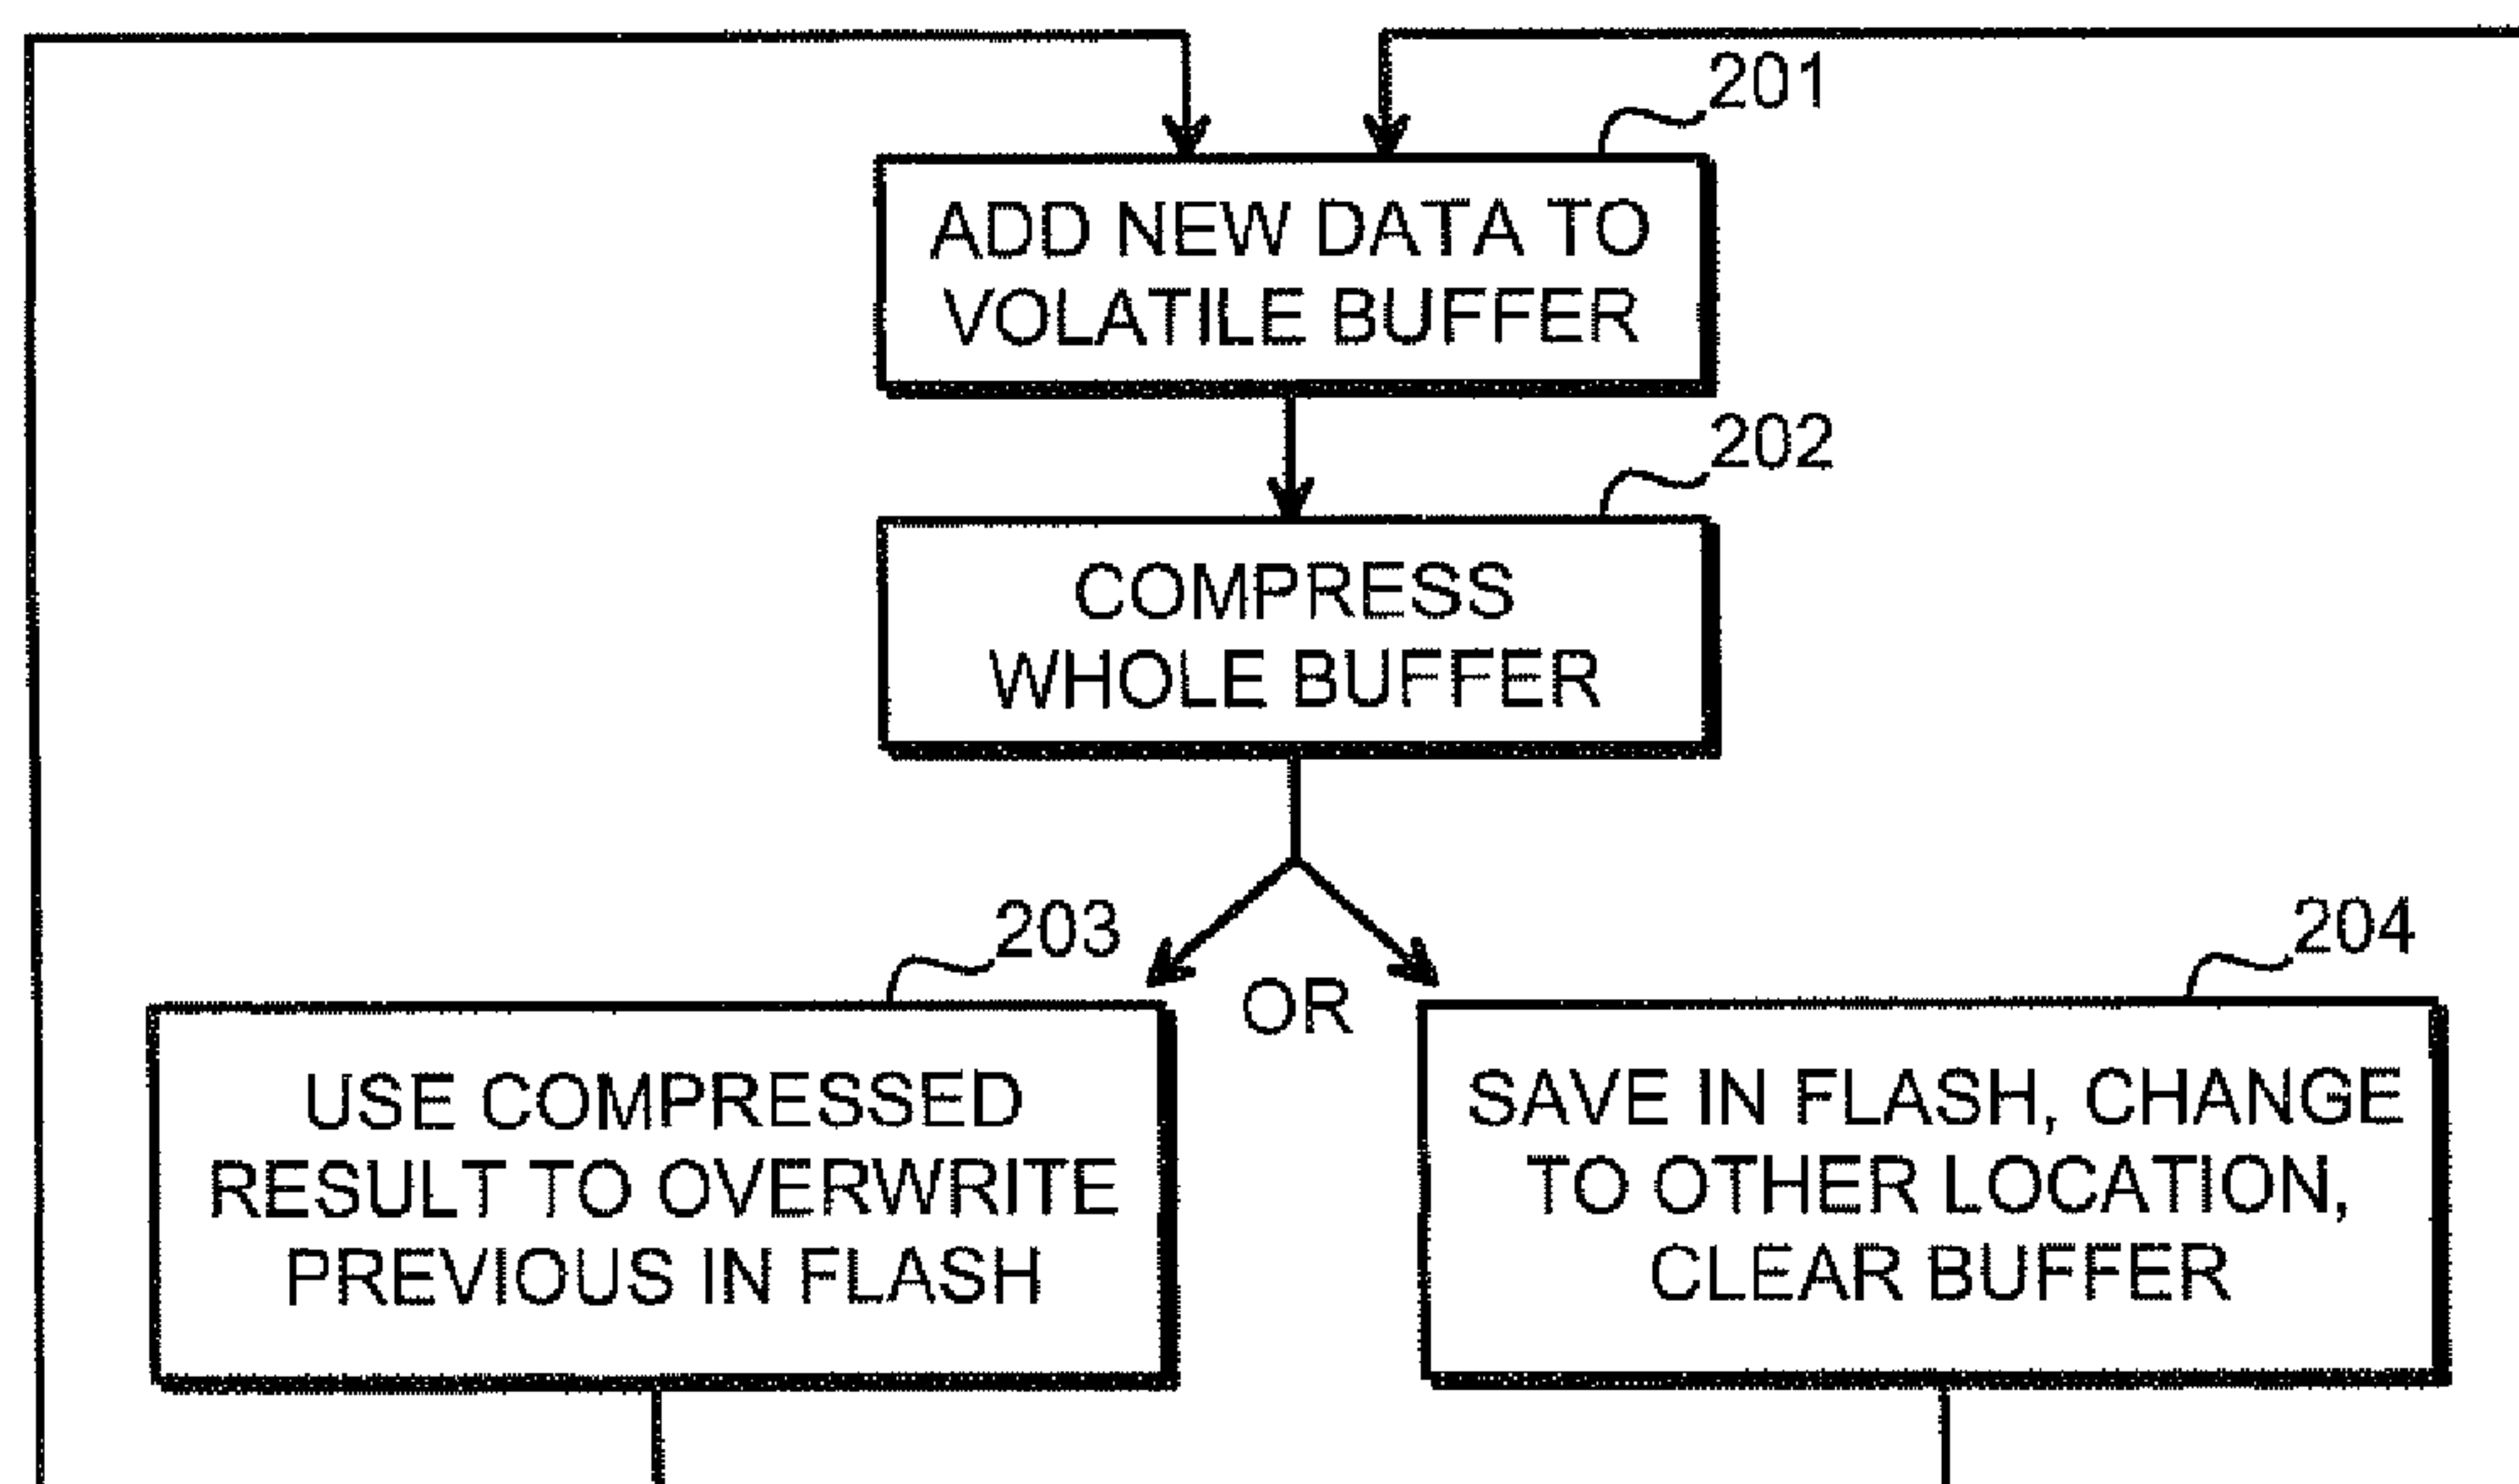 201
ADD NEW DATA TO
VOLATILE BUFFER
202
COMPRESS
WHOLE BUFFER
203
OR
204
USE COMPRESSED
RESULT TO OVERWRITE
PREVIOUS IN FLASH
SAVE IN FLASH, CHANGE
TO OTHER LOCATION,
CLEAR BUFFER